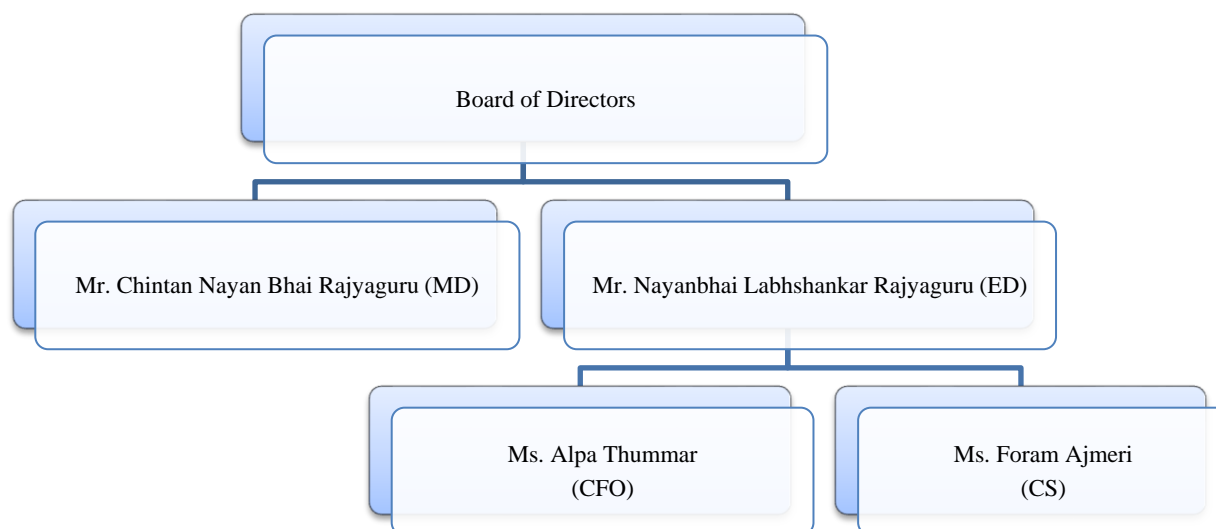 Board of Directors
Mr. Chintan Nayan Bhai Rajyaguru (MD)
Mr. Nayanbhai Labhshankar Rajyaguru (ED)
Ms. Alpa Thummar
(CFO)
Ms. Foram Ajmeri
(CS)